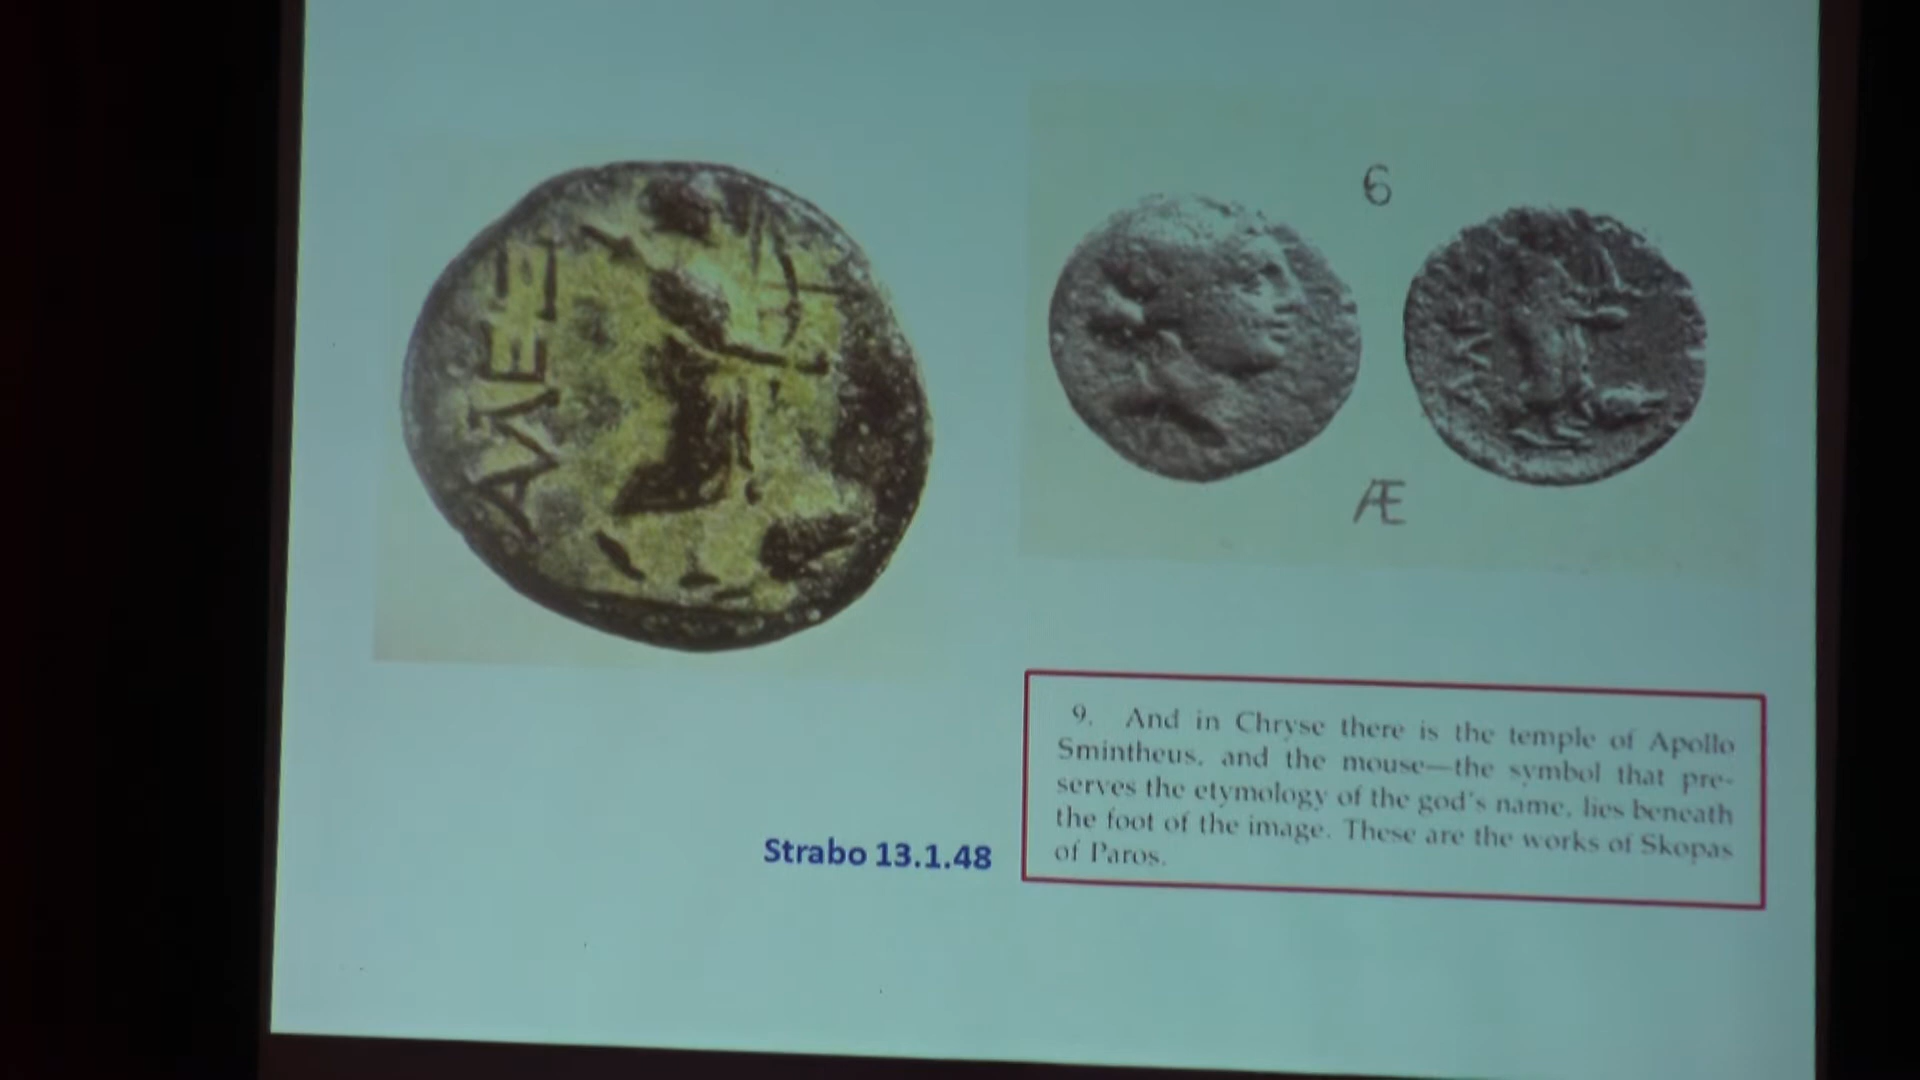 ΑΛΕΞ
6
Æ
Strabo 13.1.48
9. And in Chryse there is the temple of Apollo
Smintheus, and the mouse—the symbol that pre-
serves the etymology of the god's name, lies beneath
the foot of the image. These are the works of Skopas
of Paros.